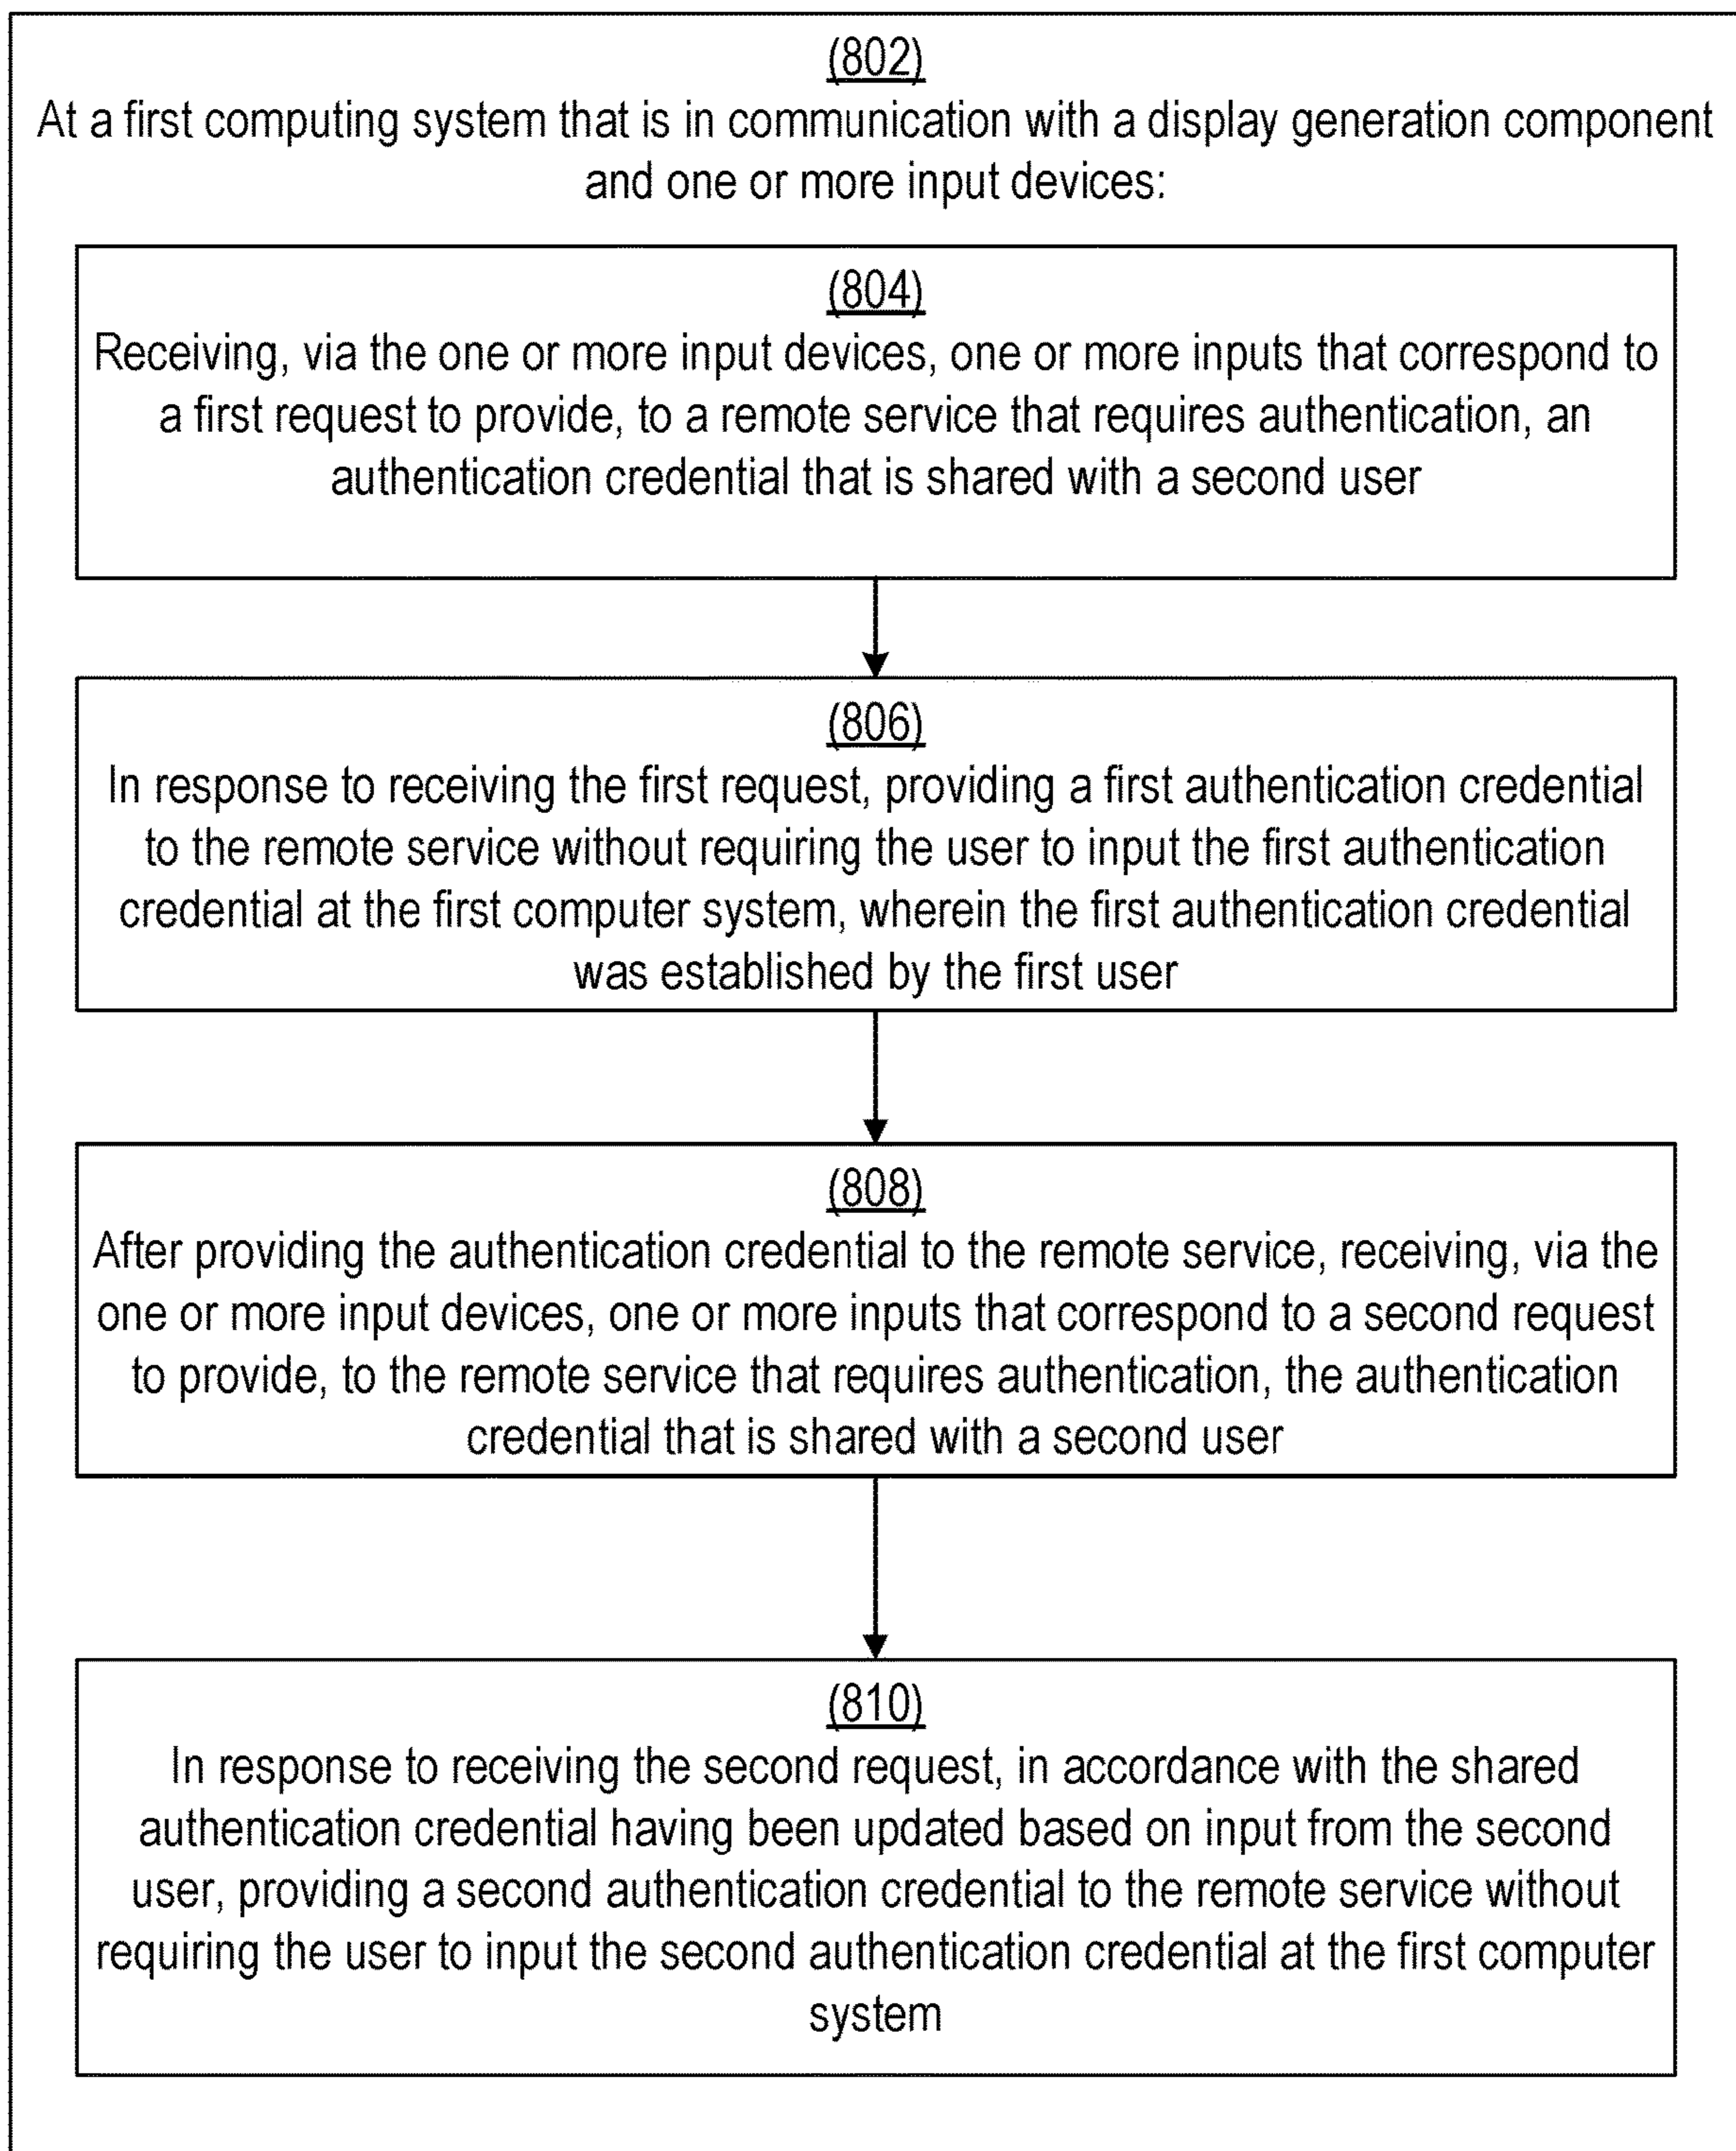 (802)
At a first computing system that is in communication with a display generation component
and one or more input devices:
(804)
Receiving, via the one or more input devices, one or more inputs that correspond to
a first request to provide, to a remote service that requires authentication, an
authentication credential that is shared with a second user
(806)
In response to receiving the first request, providing a first authentication credential
to the remote service without requiring the user to input the first authentication
credential at the first computer system, wherein the first authentication credential
was established by the first user
(808)
After providing the authentication credential to the remote service, receiving, via the
one or more input devices, one or more inputs that correspond to a second request
to provide, to the remote service that requires authentication, the authentication
credential that is shared with a second user
(810)
In response to receiving the second request, in accordance with the shared
authentication credential having been updated based on input from the second
user, providing a second authentication credential to the remote service without
requiring the user to input the second authentication credential at the first computer
system